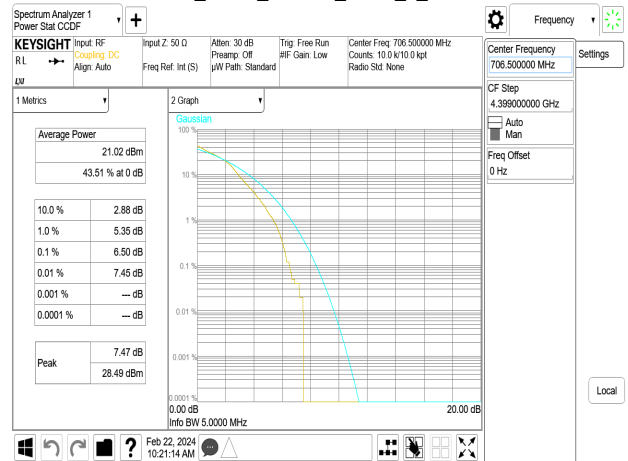 Spectrum Analyzer 1
Power Stat CCDF
KEYSIGHT
R L
Input: RF
Coupling: DC
Align: Auto
Input Z: 50 Ω
Freq Ref: Int (S)
Atten: 30 dB
Preamp: Off
µW Path: Standard
Trig: Free Run
#IF Gain: Low
Center Freq: 706.500000 MHz
Counts: 10.0 k/10.0 kpt
Radio Std: None
LXI
1 Metrics
Average Power
21.02 dBm
43.51 % at 0 dB
10.0 % 2.88 dB
1.0 % 5.35 dB
0.1 % 6.50 dB
0.01 % 7.45 dB
0.001 % --- dB
0.0001 % --- dB
Peak
7.47 dB
28.49 dBm
2 Graph
Gaussian
100 %
10 %
1 %
0.1 %
0.01 %
0.001 %
0.0001 %
0.00 dB
20.00 dB
Info BW 5.0000 MHz
Frequency
Center Frequency
706.500000 MHz
Settings
CF Step
4.399000000 GHz
Auto
Man
Freq Offset
0 Hz
Local
?
Feb 22, 2024
10:21:14 AM